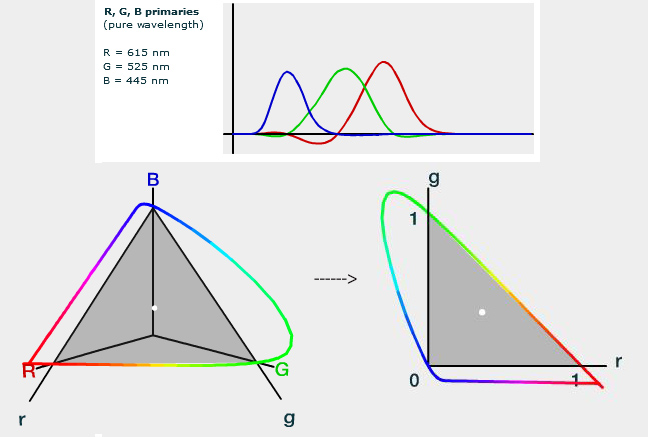 R, G, B primaries
(pure wavelength)
R = 615 nm
G = 525 nm
B = 445 nm
B
R
G
r
g
------>
g
1
0
1
r